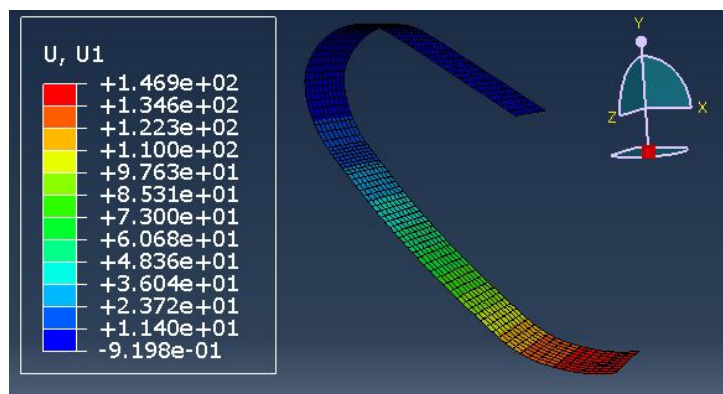 U, U1
+1.469e+02
+1.346e+02
+1.223e+02
+1.100e+02
+9.763e+01
+8.531e+01
+7.300e+01
+6.068e+01
+4.836e+01
+3.604e+01
+2.372e+01
+1.140e+01
-9.198e-01
Y
Z
X